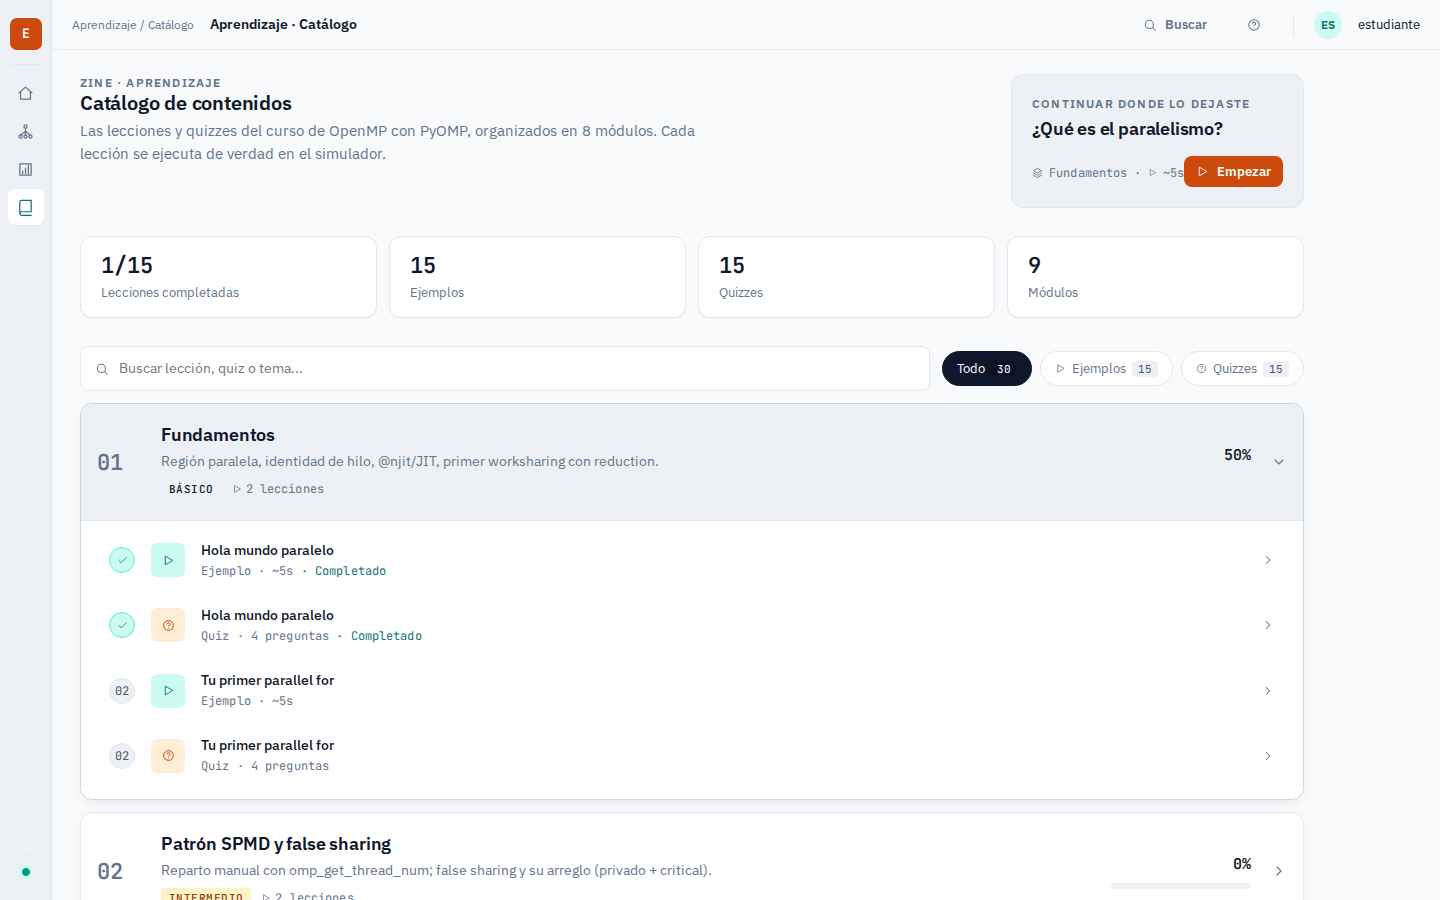 E
Aprendizaje / Catálogo
Aprendizaje · Catálogo
Buscar
ES
estudiante
ZINE · APRENDIZAJE
Catálogo de contenidos
Las lecciones y quizzes del curso de OpenMP con PyOMP, organizados en 8 módulos. Cada
lección se ejecuta de verdad en el simulador.
CONTINUAR DONDE LO DEJASTE
¿Qué es el paralelismo?
Fundamentos · ~5s
Empezar
1/15
Lecciones completadas
15
Ejemplos
15
Quizzes
9
Módulos
Buscar lección, quiz o tema...
Todo 30
Ejemplos 15
Quizzes 15
01
Fundamentos
Región paralela, identidad de hilo, @njit/JIT, primer worksharing con reduction.
BÁSICO
2 lecciones
50%
Hola mundo paralelo
Ejemplo · ~5s · Completado
Hola mundo paralelo
Quiz · 4 preguntas · Completado
02
Tu primer parallel for
Ejemplo · ~5s
02
Tu primer parallel for
Quiz · 4 preguntas
02
Patrón SPMD y false sharing
Reparto manual con omp_get_thread_num; false sharing y su arreglo (privado + critical).
INTERMEDIO
2 lecciones
0%